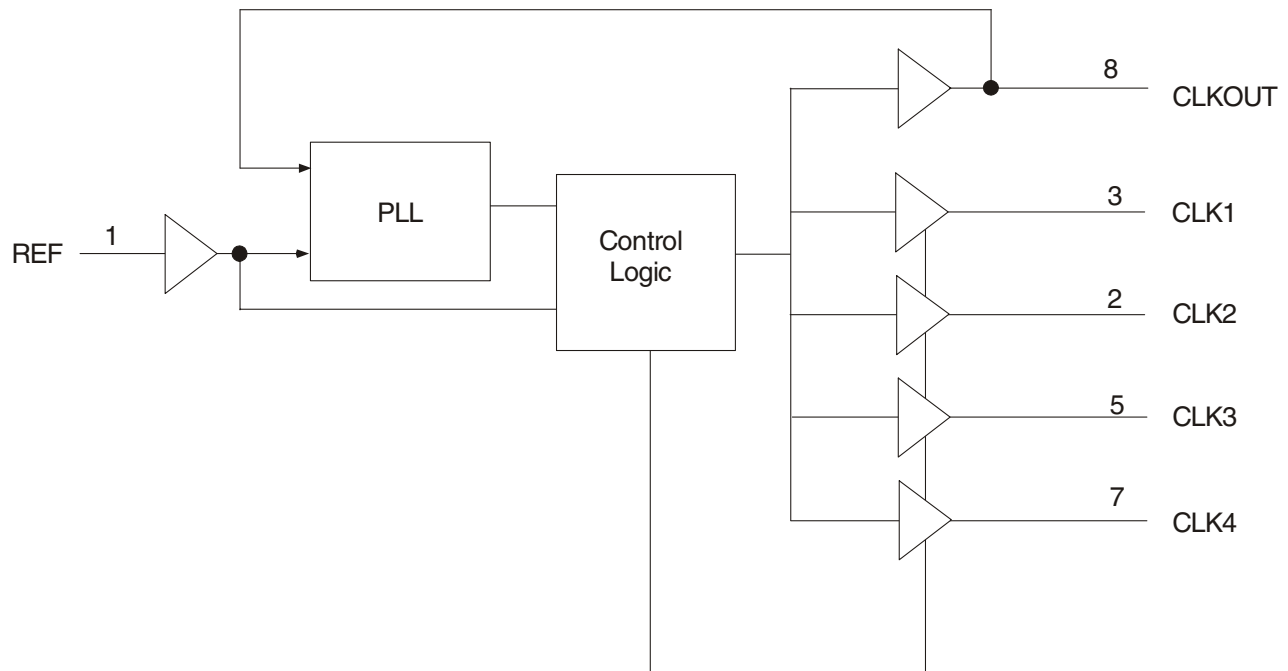 8
CLKOUT
PLL
3
CLK1
REF
1
Control
Logic
2
CLK2
5
CLK3
7
CLK4